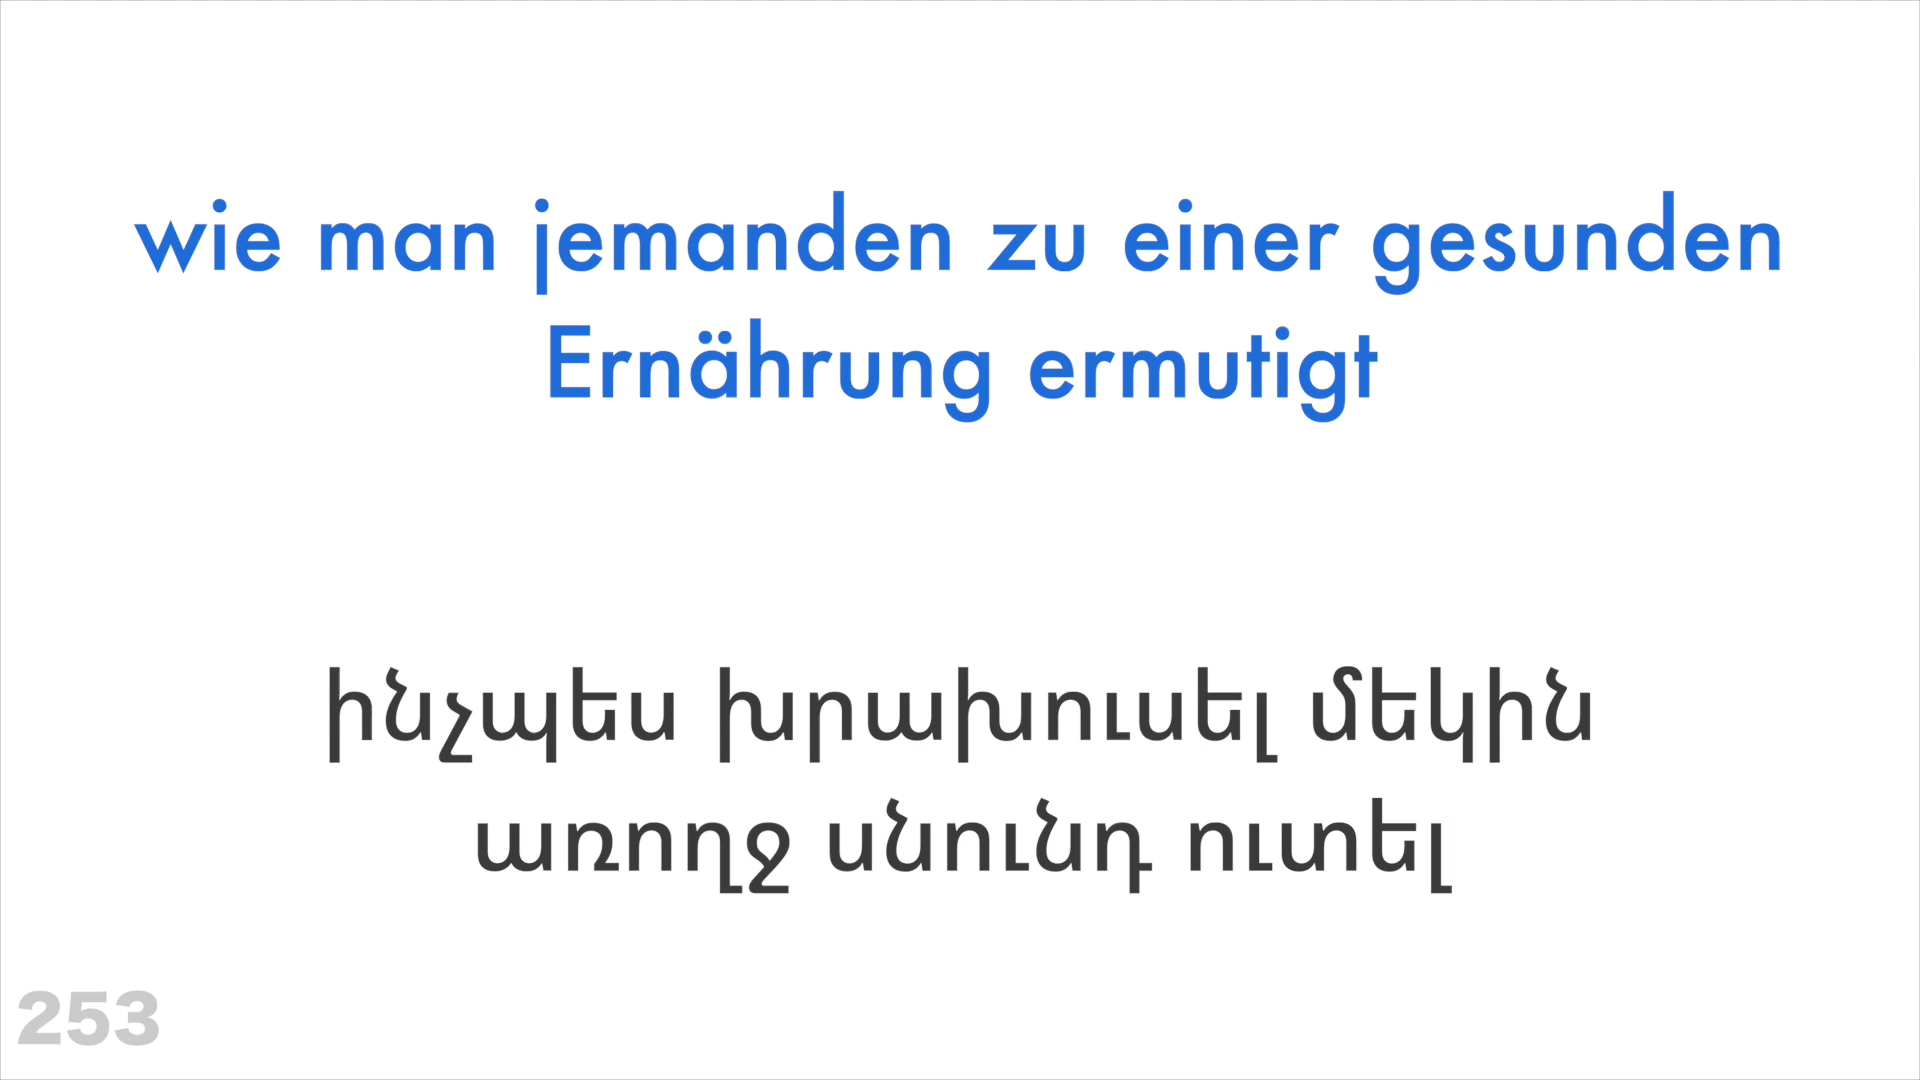 wie man jemanden zu einer gesunden
Ernährung ermutigt
ինչպես խրախուսել մեկին
առողջ սնունդ ուտել
253